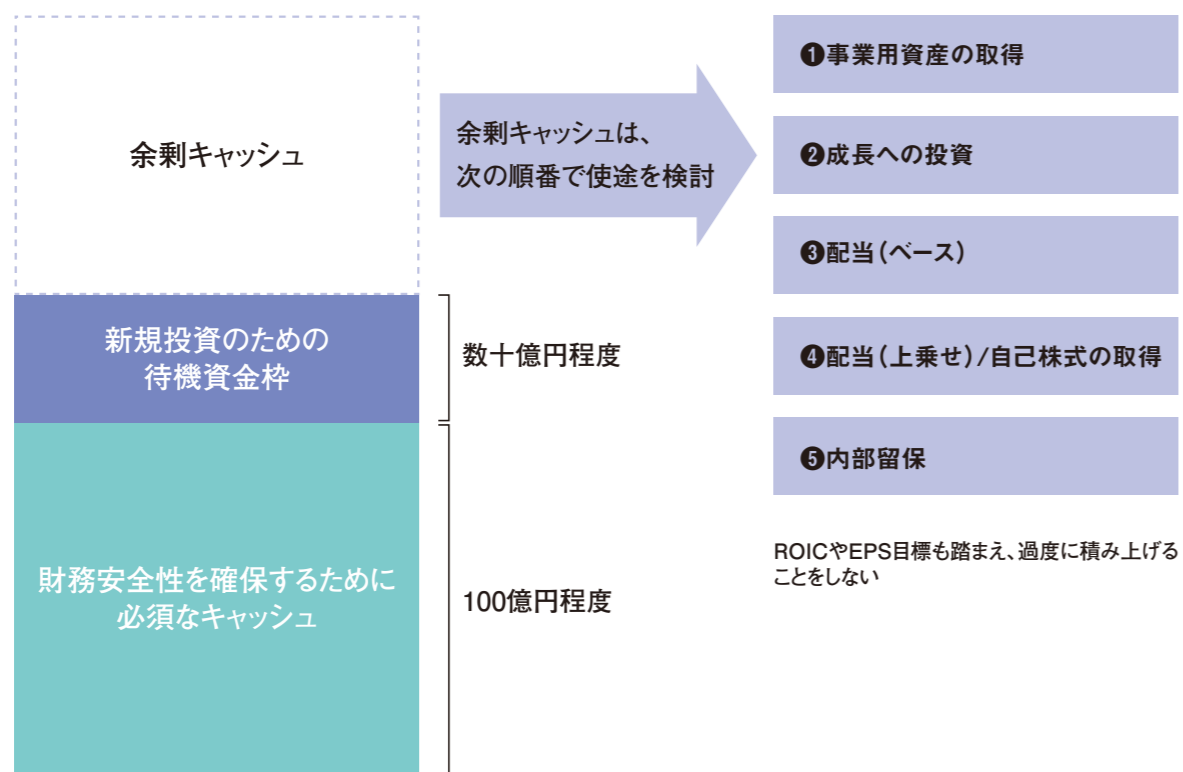 余剰キャッシュ
新規投資のための
待機資金枠
財務安全性を確保するために
必須なキャッシュ
数十億円程度
100億円程度
余剰キャッシュは、
次の順番で使途を検討
❶事業用資産の取得
❷成長への投資
❸配当(ベース)
❹配当(上乗せ)/自己株式の取得
❺内部留保
ROICやEPS目標も踏まえ、過度に積み上げる
ことをしない